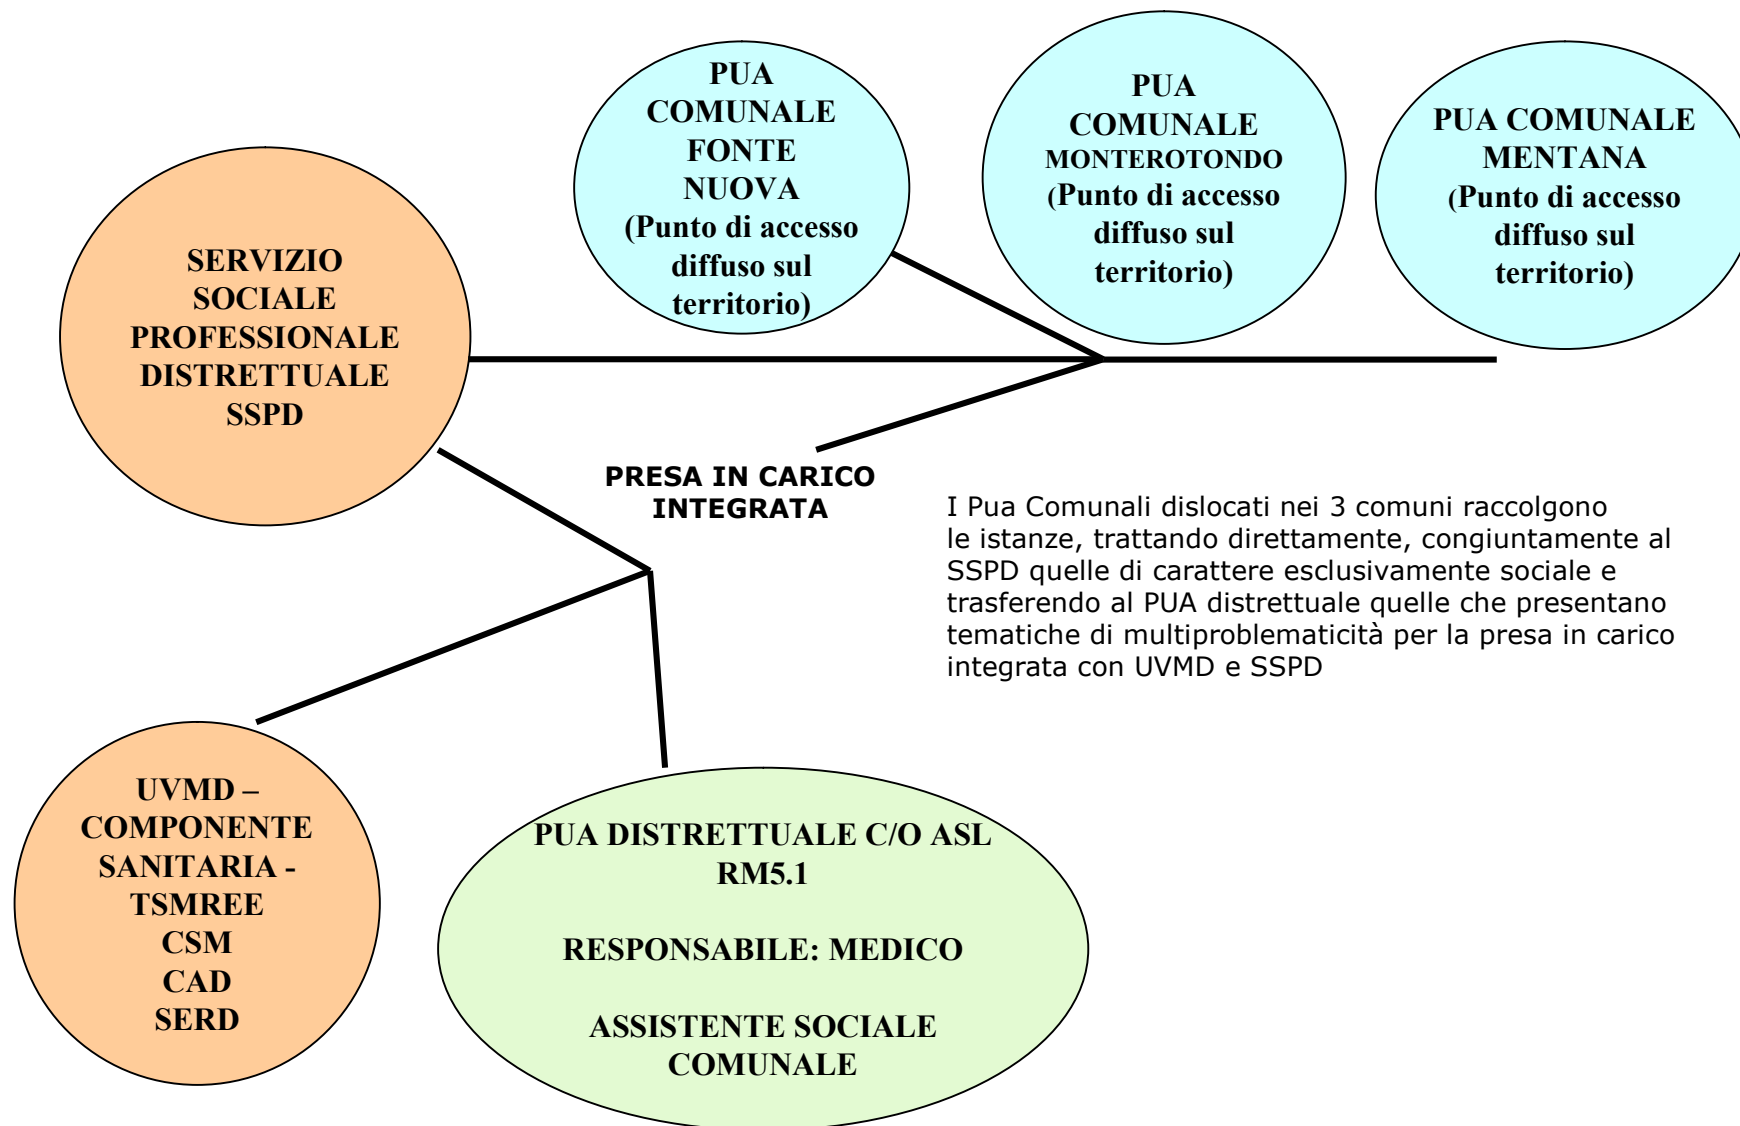 PUA
COMUNALE
FONTE
NUOVA
(Punto di accesso
diffuso sul
territorio)
PUA
COMUNALE
MONTEROTONDO
(Punto di accesso
diffuso sul
territorio)
PUA COMUNALE
MENTANA
(Punto di accesso
diffuso sul
territorio)
SERVIZIO
SOCIALE
PROFESSIONALE
DISTRETTUALE
SSPD
PRESA IN CARICO
INTEGRATA
I Pua Comunali dislocati nei 3 comuni raccolgono
le istanze, trattando direttamente, congiuntamente al
SSPD quelle di carattere esclusivamente sociale e
trasferendo al PUA distrettuale quelle che presentano
tematiche di multiproblematicità per la presa in carico
integrata con UVMD e SSPD
UVMD –
COMPONENTE
SANITARIA -
TSMREE
CSM
CAD
SERD
PUA DISTRETTUALE C/O ASL
RM5.1
RESPONSABILE: MEDICO
ASSISTENTE SOCIALE
COMUNALE